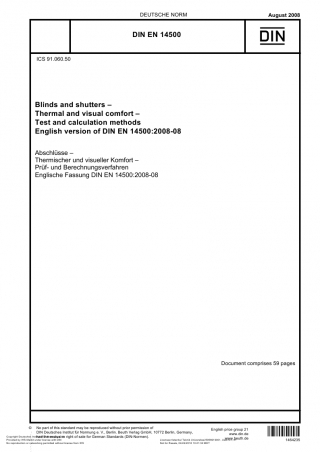 DEUTSCHE NORM
August 2008
DIN EN 14500
DIN
ICS 91.060.50
Blinds and shutters –
Thermal and visual comfort –
Test and calculation methods
English version of DIN EN 14500:2008-08
Abschlüsse –
Thermischer und visueller Komfort –
Prüf- und Berechnungsverfahren
Englische Fassung DIN EN 14500:2008-08
Document comprises 59 pages
© No part of this standard may be reproduced without prior permission of
DIN Deutsches Institut für Normung e. V., Berlin. Beuth Verlag GmbH, 10772 Berlin, Germany,
has the exclusive right of sale for German Standards (DIN-Normen).
English price group 21
www.din.de
www.beuth.de